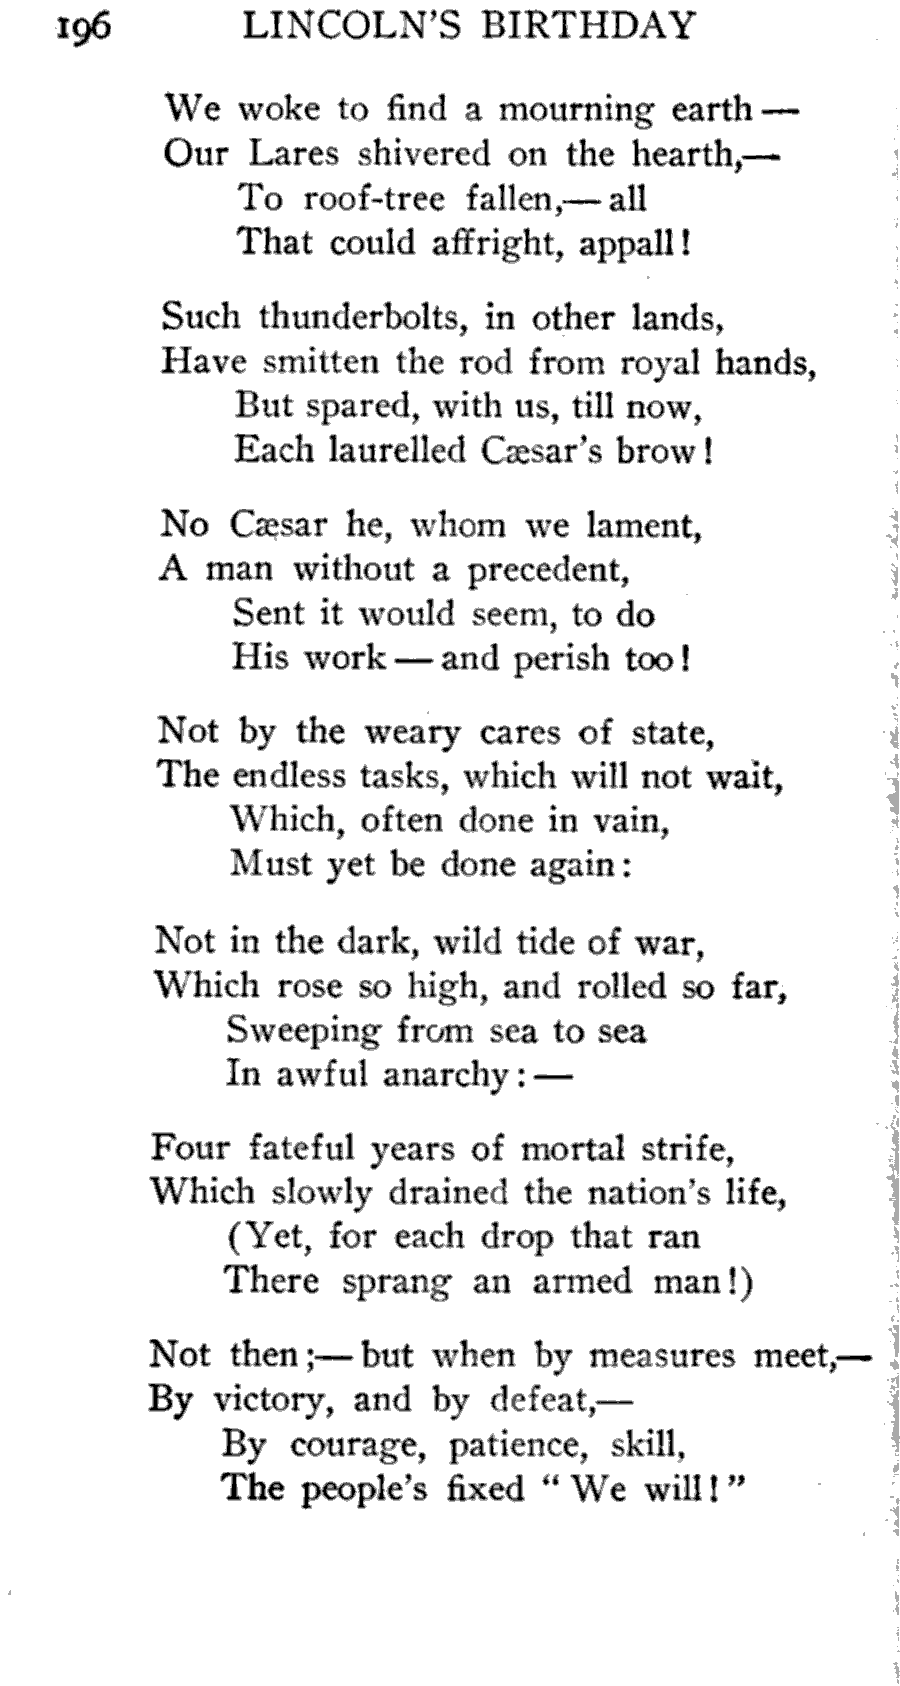 196 LINCOLN'S BIRTHDAY
We woke to find a mourning earth —
Our Lares shivered on the hearth,—
To roof-tree fallen,— all
That could affright, appall!
Such thunderbolts, in other lands,
Have smitten the rod from royal hands,
But spared, with us, till now,
Each laurelled Cæsar's brow!
No Cæsar he, whom we lament,
A man without a precedent,
Sent it would seem, to do
His work — and perish too!
Not by the weary cares of state,
The endless tasks, which will not wait,
Which, often done in vain,
Must yet be done again:
Not in the dark, wild tide of war,
Which rose so high, and rolled so far,
Sweeping from sea to sea
In awful anarchy: —
Four fateful years of mortal strife,
Which slowly drained the nation's life,
(Yet, for each drop that ran
There sprang an armed man!)
Not then;— but when by measures meet,—
By victory, and by defeat,—
By courage, patience, skill,
The people's fixed "We will!"